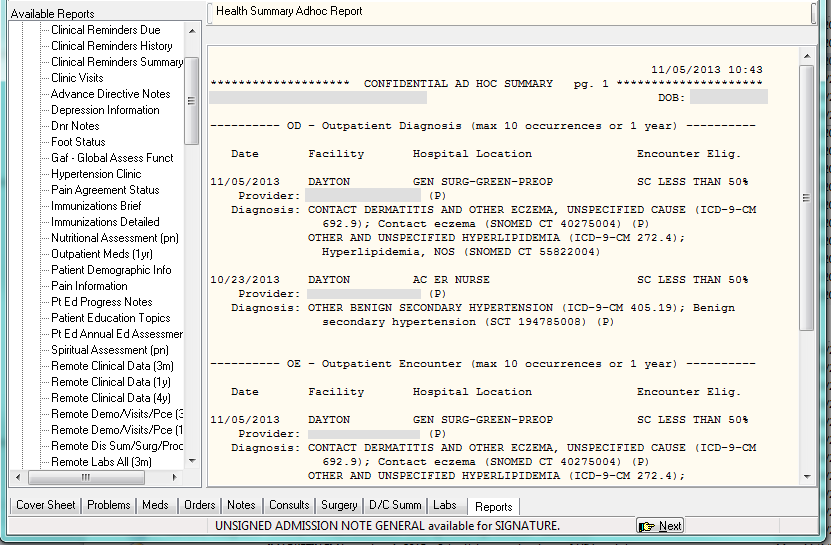 Available Reports
Clinical Reminders Due
Clinical Reminders History
Clinical Reminders Summary
Clinic Visits
Advance Directive Notes
Depression Information
Dnr Notes
Foot Status
Gaf - Global Assess Funct
Hypertension Clinic
Pain Agreement Status
Immunizations Brief
Immunizations Detailed
Nutritional Assessment (pn)
Outpatient Meds (1yr)
Patient Demographic Info
Pain Information
Pt Ed Progress Notes
Patient Education Topics
Pt Ed Annual Ed Assessmer
Spiritual Assessment (pn)
Remote Clinical Data (3m)
Remote Clinical Data (1y)
Remote Clinical Data (4y)
Remote Demo/Visits/Pce (3
Remote Demo/Visits/Pce (1
Remote Dis Sum/Surg/Proc
Remote Labs All (3m)
Health Summary Adhoc Report
11/05/2013 10:43
******************* CONFIDENTIAL AD HOC SUMMARY pg. 1 ********************
DOB:
---------- OD - Outpatient Diagnosis (max 10 occurrences or 1 year) ----------
Date Facility Hospital Location Encounter Elig.
11/05/2013 DAYTON GEN SURG-GREEN-PREOP SC LESS THAN 50%
Provider: (P)
Diagnosis: CONTACT DERMATITIS AND OTHER ECZEMA, UNSPECIFIED CAUSE (ICD-9-CM
692.9); Contact eczema (SNOMED CT 40275004) (P)
OTHER AND UNSPECIFIED HYPERLIPIDEMIA (ICD-9-CM 272.4);
Hyperlipidemia, NOS (SNOMED CT 55822004)
10/23/2013 DAYTON AC ER NURSE SC LESS THAN 50%
Provider: (P)
Diagnosis: OTHER BENIGN SECONDARY HYPERTENSION (ICD-9-CM 405.19); Benign
secondary hypertension (SCT 194785008) (P)
---------- OE - Outpatient Encounter (max 10 occurrences or 1 year) ----------
Date Facility Hospital Location Encounter Elig.
11/05/2013 DAYTON GEN SURG-GREEN-PREOP SC LESS THAN 50%
Provider: (P)
Diagnosis: CONTACT DERMATITIS AND OTHER ECZEMA, UNSPECIFIED CAUSE (ICD-9-CM
692.9); Contact eczema (SNOMED CT 40275004) (P)
OTHER AND UNSPECIFIED HYPERLIPIDEMIA (ICD-9-CM 272.4);
Cover Sheet Problems Meds Orders Notes Consults Surgery D/C Summ Labs Reports
UNSIGNED ADMISSION NOTE GENERAL available for SIGNATURE. Next